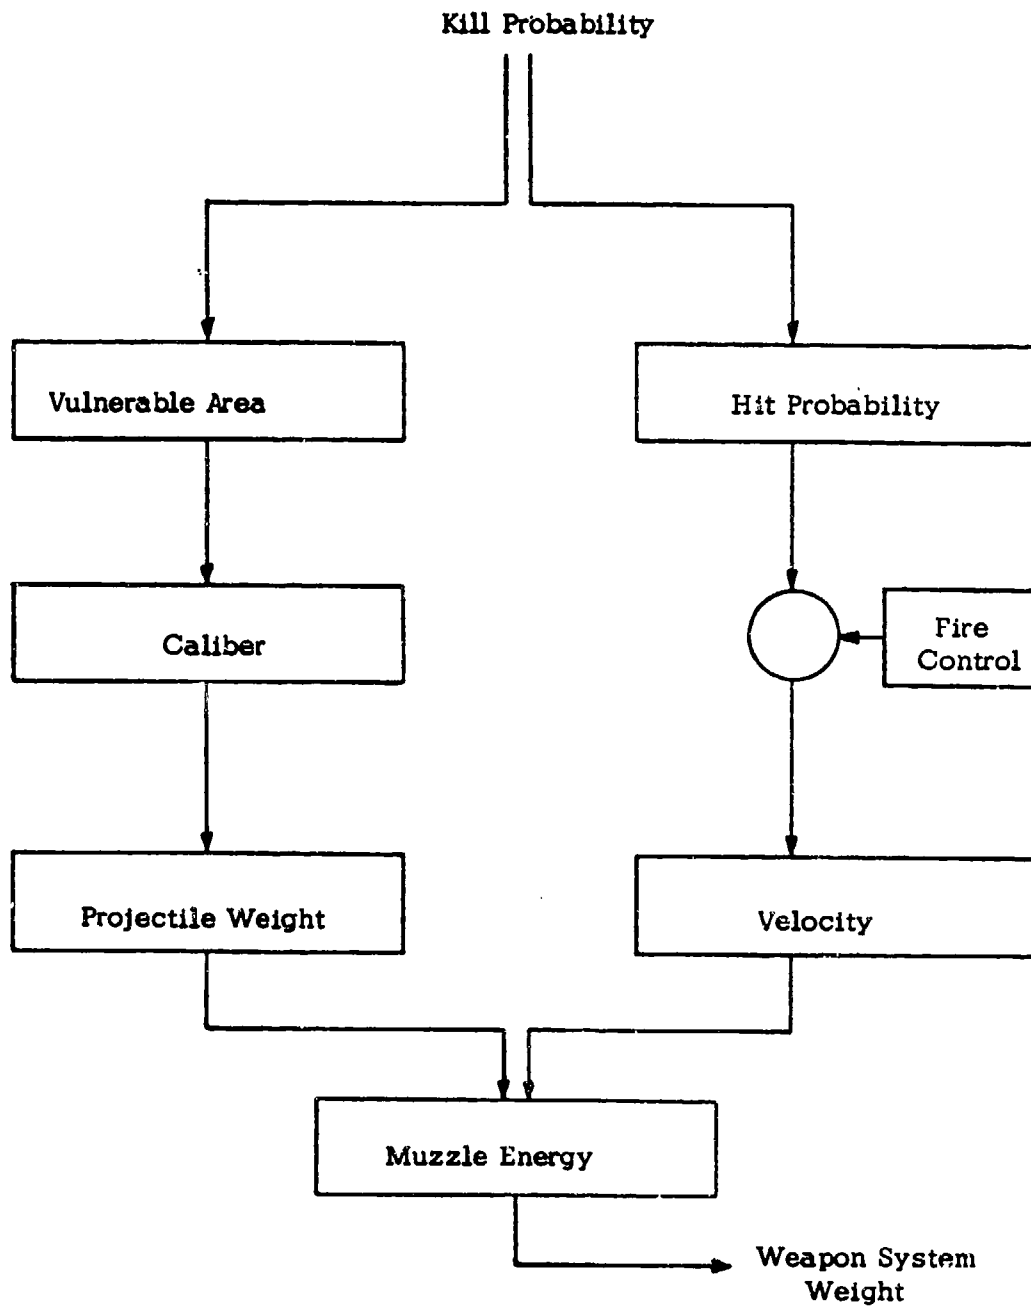 Kill Probability
Vulnerable Area
Hit Probability
Caliber
Fire
Control
Projectile Weight
Velocity
Muzzle Energy
Weapon System
Weight